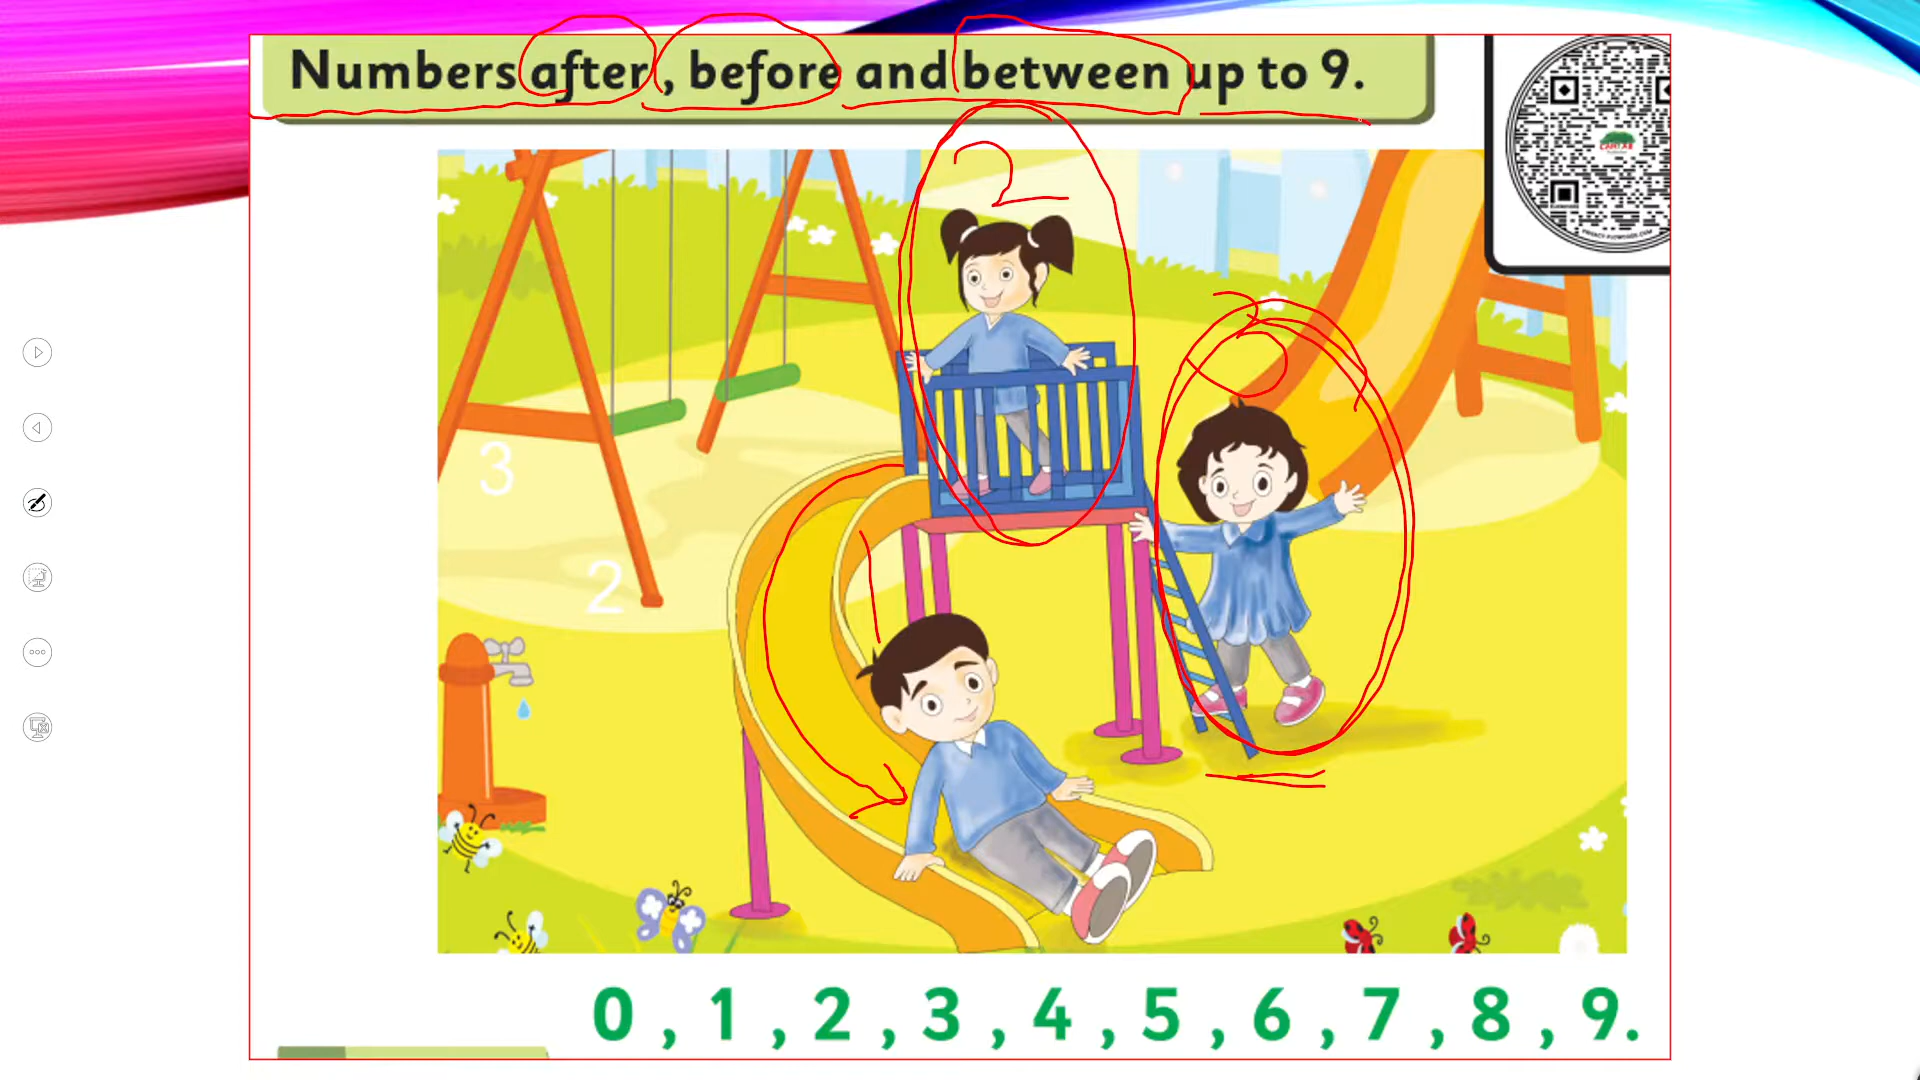 Numbers after , before and between up to 9.
2
3
3
2
0 , 1 , 2 , 3 , 4 , 5 , 6 , 7 , 8 , 9.